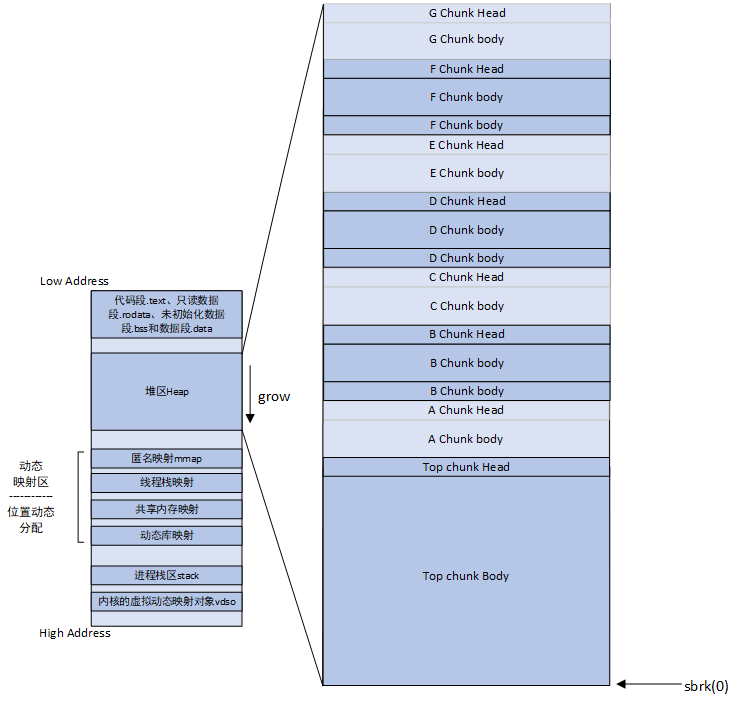 G Chunk Head
G Chunk body
F Chunk Head
F Chunk body
F Chunk body
E Chunk Head
E Chunk body
D Chunk Head
D Chunk body
D Chunk body
C Chunk Head
C Chunk body
B Chunk Head
B Chunk body
B Chunk body
A Chunk Head
A Chunk body
Top chunk Head
Top chunk Body
sbrk(0)
Low Address
代码段.text、只读数据
段.rodata、未初始化数据
段.bss和数据段.data
堆区Heap
grow
匿名映射mmap
线程栈映射
共享内存映射
动态库映射
动态
映射区
------------
位置动态
分配
进程栈区stack
内核的虚拟动态映射对象vdso
High Address